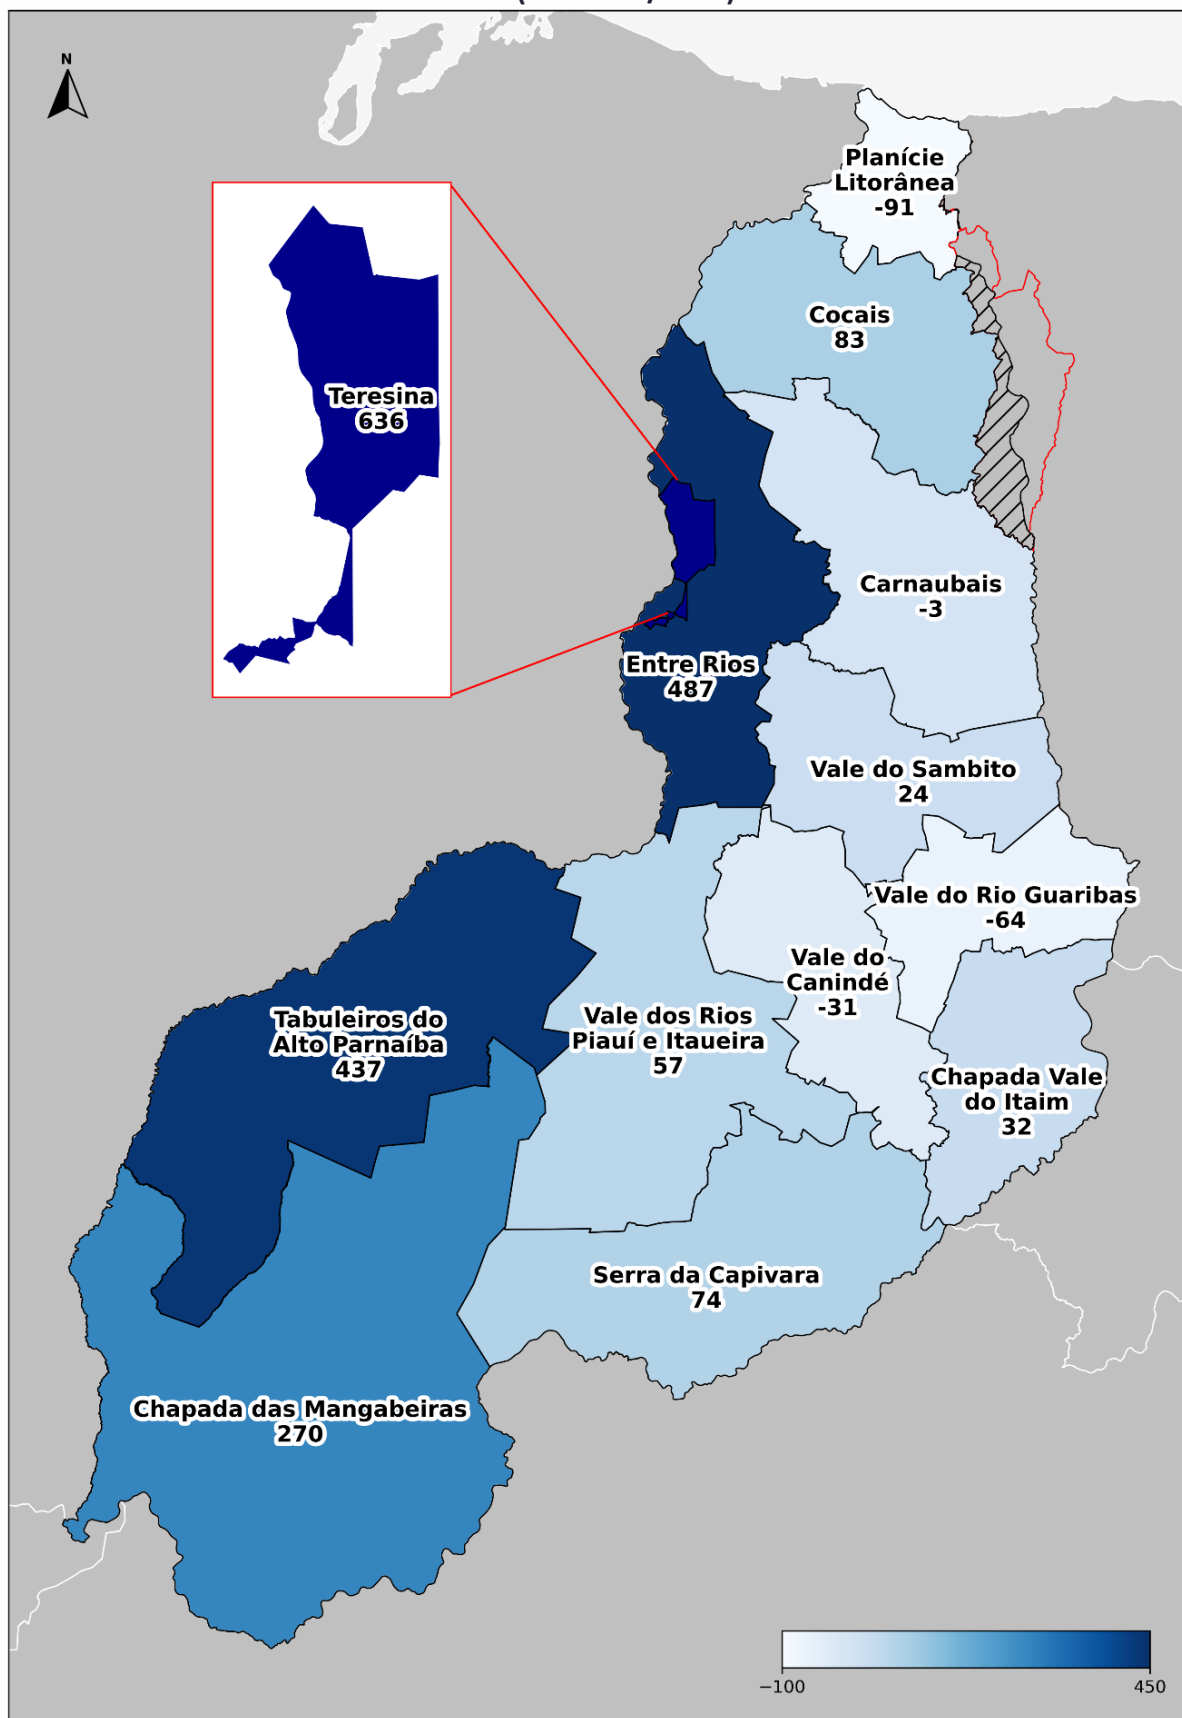 N
Planície
Litorânea
-91
Cocais
83
Teresina
636
Carnaubais
-3
Entre Rios
487
Vale do Sambito
24
Vale do Rio Guaribas
-64
Vale do
Canindé
-31
Tabuleiros do
Alto Parnaíba
437
Vale dos Rios
Piauí e Itaueira
57
Chapada Vale
do Itaim
32
Serra da Capivara
74
Chapada das Mangabeiras
270
−100
450